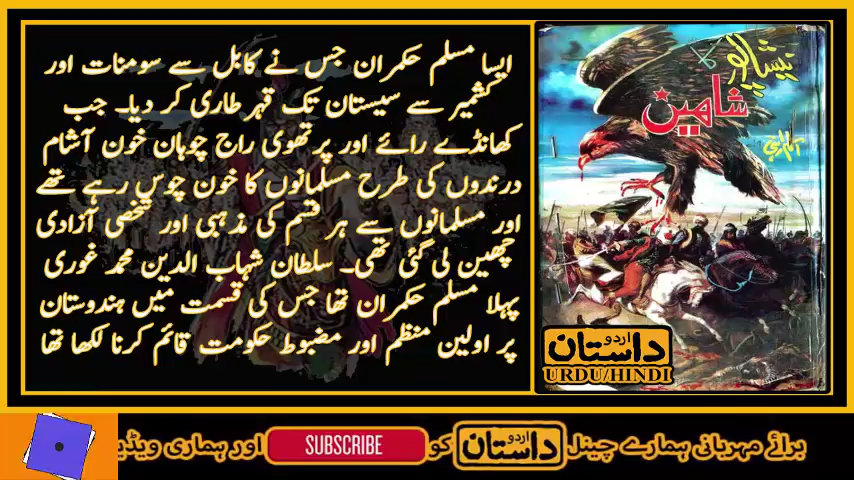 ایسا مسلم حکمران جس نے کابل سے سومنات اور
کشمیر سے سیستان تک قہر طاری کر دیا۔ جب
کھانڈے رائے اور پرتھوی راج چوہان خون آشام
درندوں کی طرح مسلمانوں کا خون چوس رہے تھے
اور مسلمانوں سے ہر قسم کی مذہبی اور شخصی آزادی
چھین لی گئی تھی۔ سلطان شہاب الدین محمد غوری
پہلا مسلم حکمران تھا جس کی قسمت میں ہندوستان
پر اولین منظم اور مضبوط حکومت قائم کرنا لکھا تھا
نیشاپور کا
شاہین
اردو
داستان
URDU/HINDI
برائے مہربانی ہمارے چینل اردو داستان کو SUBSCRIBE اور ہماری ویڈیو